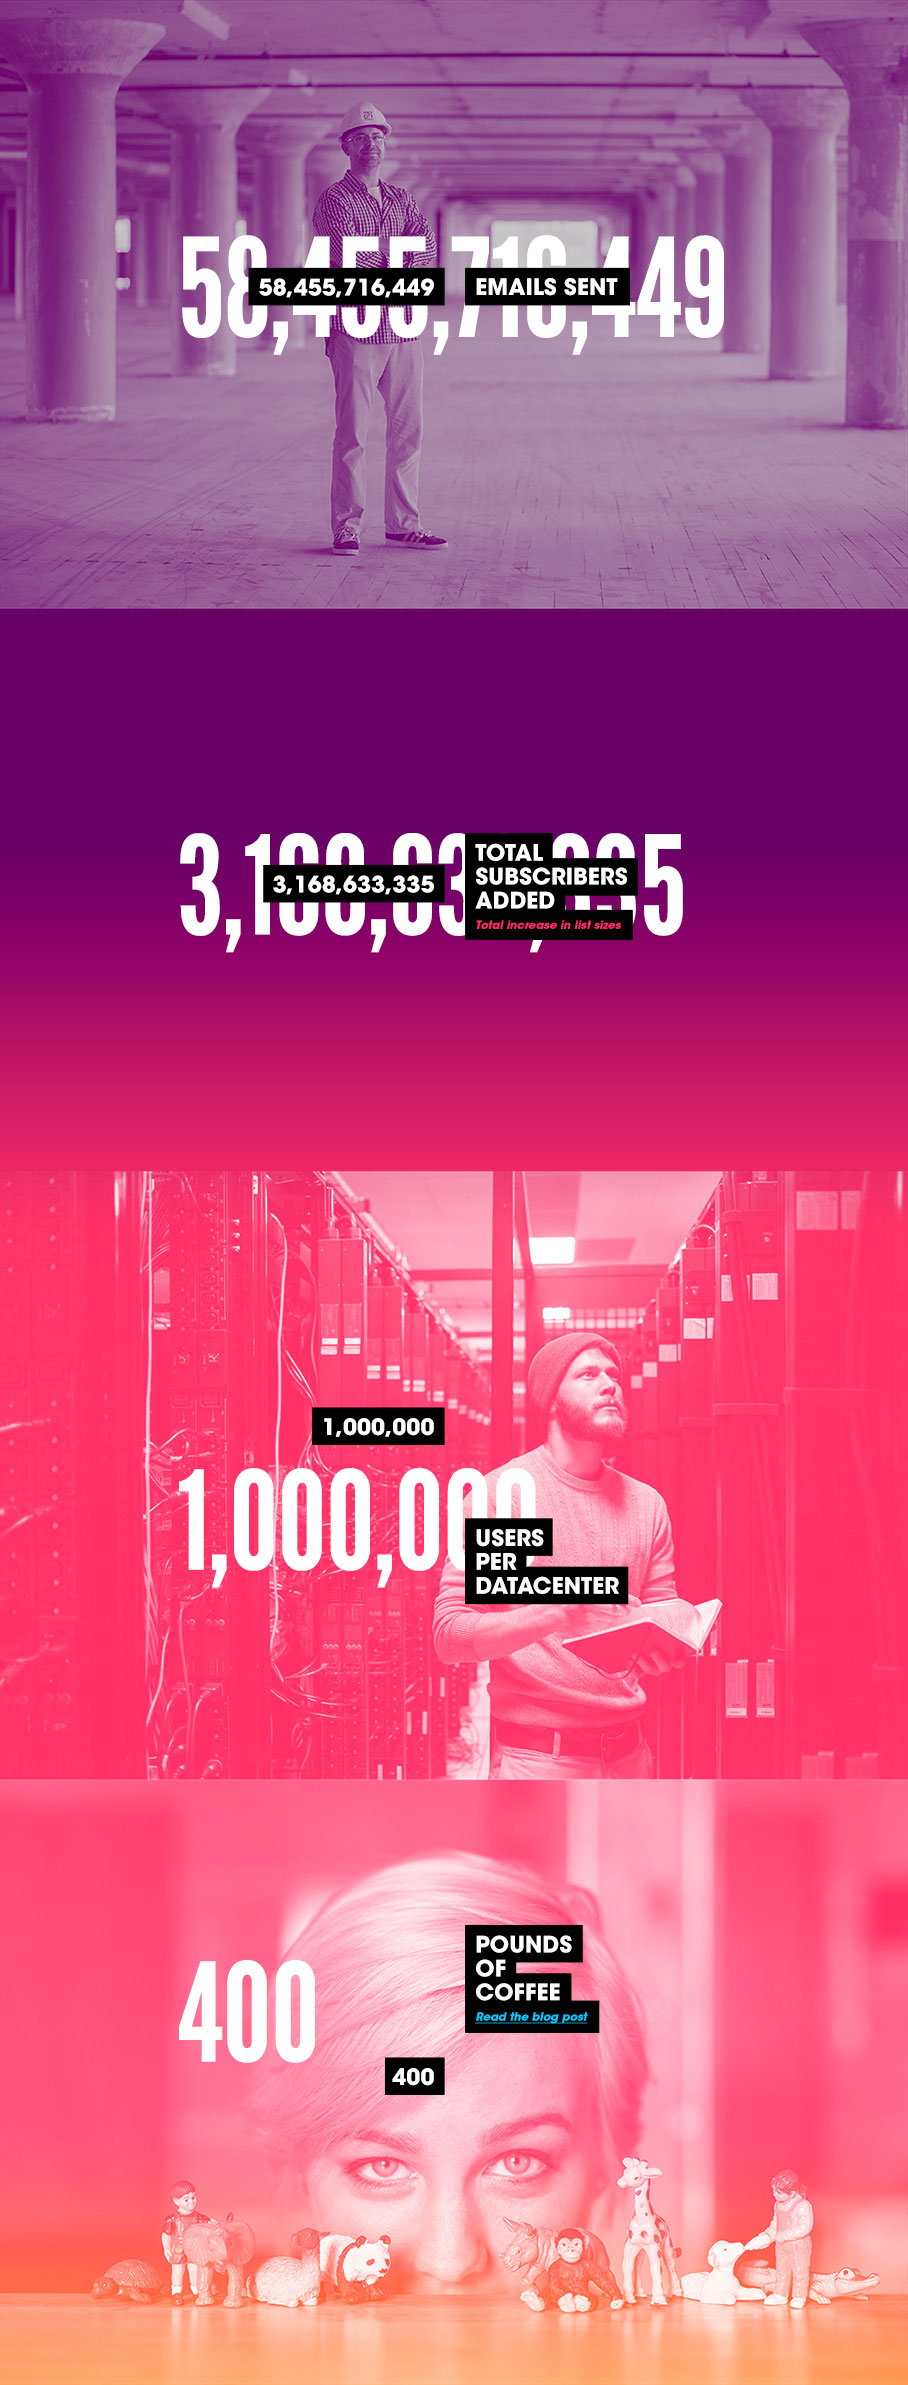 58,455,716,449
58,455,716,449
EMAILS SENT
3,168,633,335
3,168,633,335
TOTAL
SUBSCRIBERS
ADDED
Total increase in list sizes
1,000,000
1,000,000
USERS
PER
DATACENTER
400
POUNDS
OF
COFFEE
Read the blog post
400